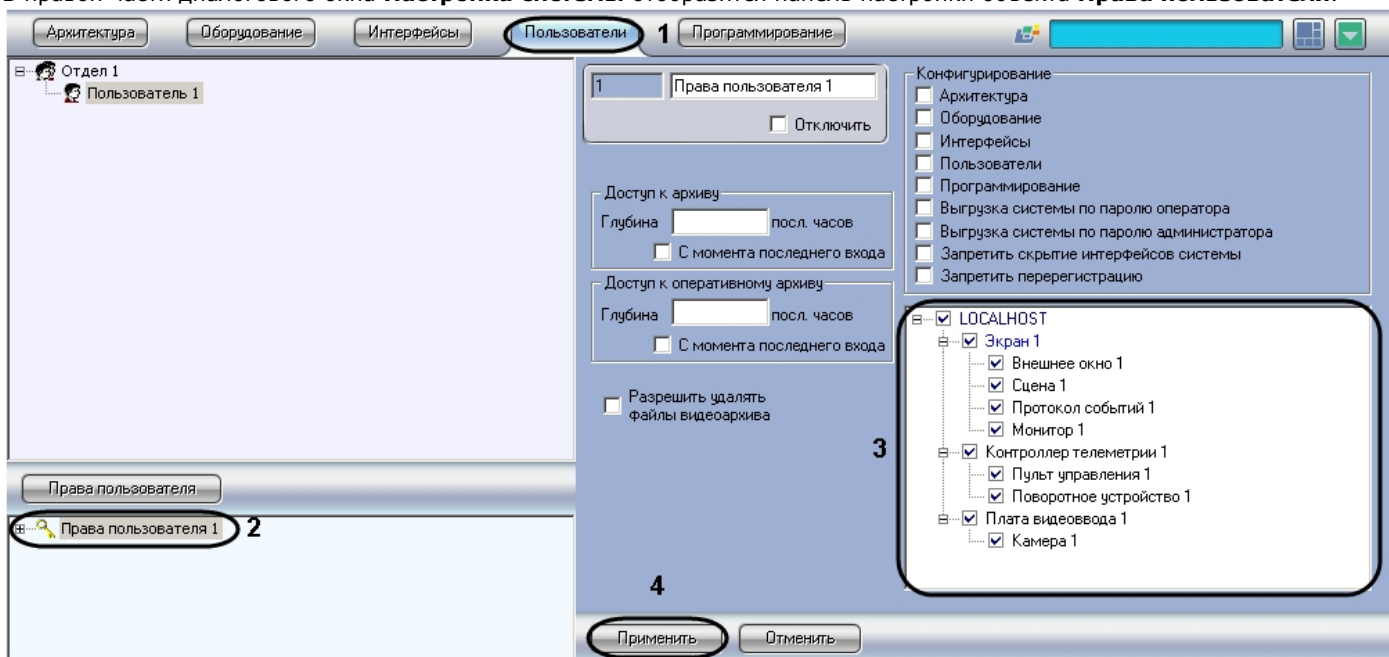 В правой части диалогового окна Настройка системы отобразится панель настройки объекта Права пользователя.
Архитектура Оборудование Интерфейсы Пользователи 1 Программирование
Отдел 1
Пользователь 1
1 Права пользователя 1
Отключить
Доступ к архиву
Глубина посл. часов
С момента последнего входа
Доступ к оперативному архиву
Глубина посл. часов
С момента последнего входа
Разрешить удалять
файлы видеоархива
Конфигурирование
Архитектура
Оборудование
Интерфейсы
Пользователи
Программирование
Выгрузка системы по паролю оператора
Выгрузка системы по паролю администратора
Запретить скрытие интерфейсов системы
Запретить перерегистрацию
3
LOCALHOST
Экран 1
Внешнее окно 1
Сцена 1
Протокол событий 1
Монитор 1
Контроллер телеметрии 1
Пульт управления 1
Поворотное устройство 1
Плата видеоввода 1
Камера 1
Права пользователя
Права пользователя 1 2
4
Применить Отменить